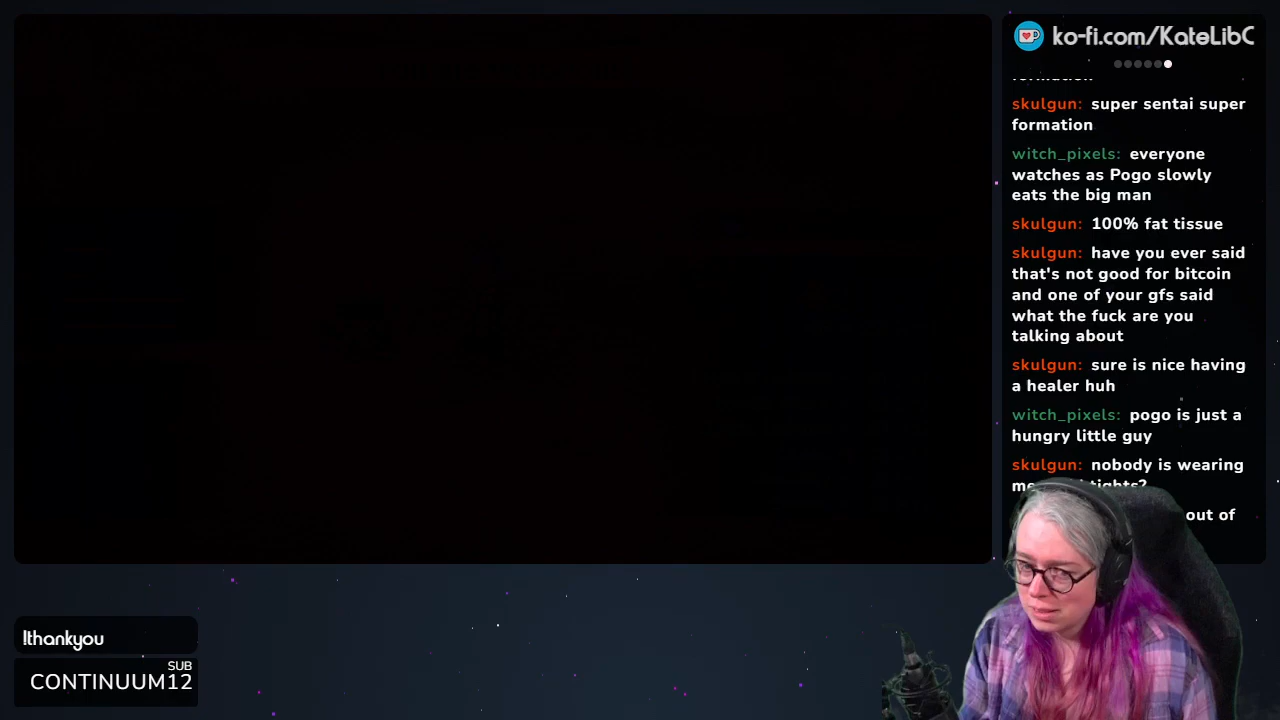 ko-fi.com/KateLibC
skulgun: super sentai super
formation
witch_pixels: everyone
watches as Pogo slowly
eats the big man
skulgun: 100% fat tissue
skulgun: have you ever said
that's not good for bitcoin
and one of your gfs said
what the fuck are you
talking about
skulgun: sure is nice having
a healer huh
witch_pixels: pogo is just a
hungry little guy
skulgun: nobody is wearing
out of
!thankyou
SUB
CONTINUUM12